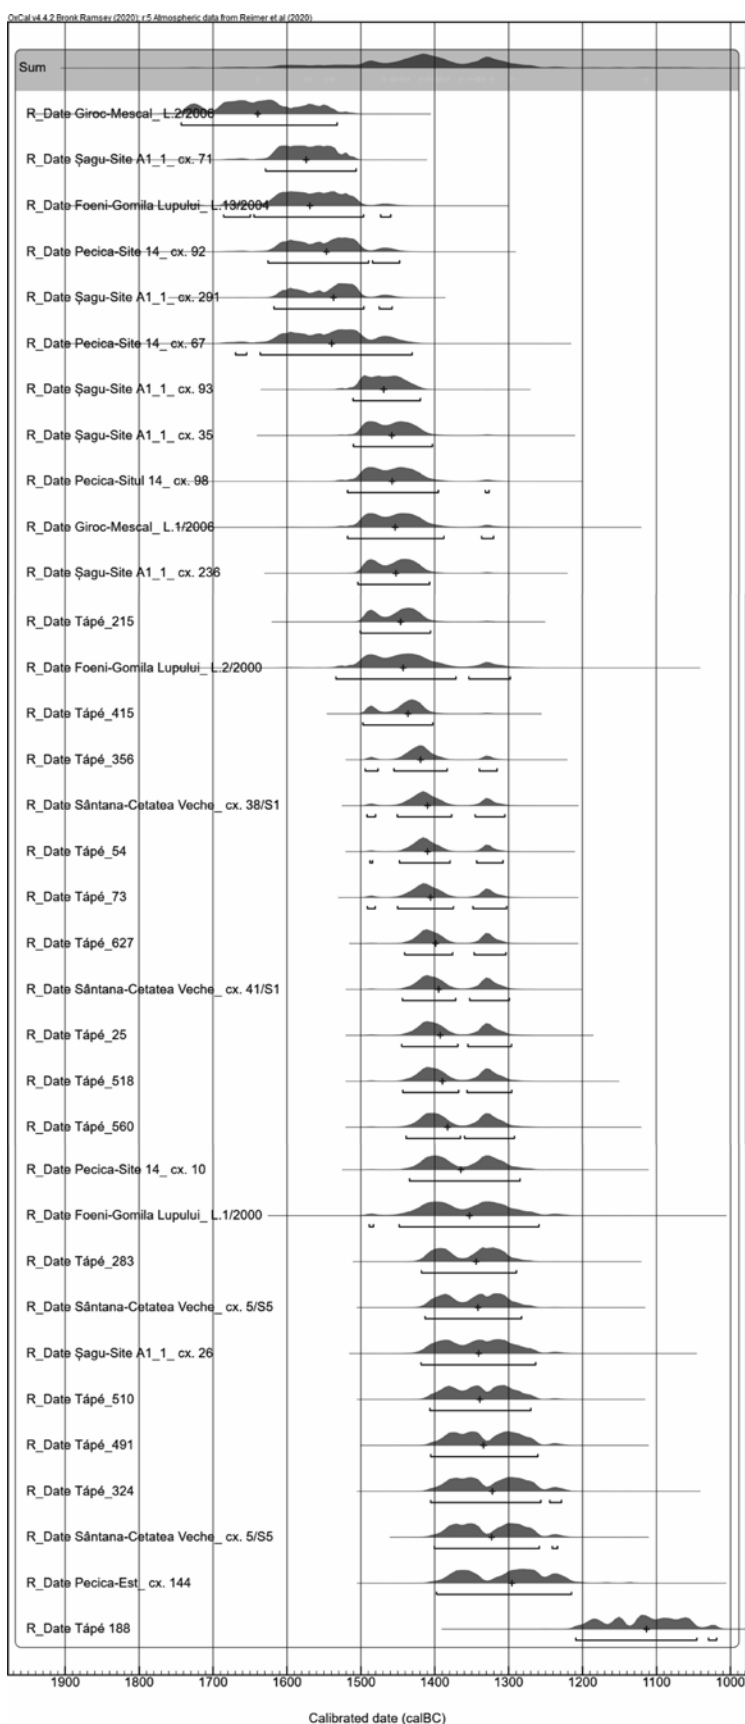 OxCal v4.4.2 Bronk Ramsey (2020); r:5 Atmospheric data from Reimer et al (2020)
Sum
R_Date Giroc-Mescal_ L.2/2006
R_Date Șagu-Site A1_1_ cx. 71
R_Date Foeni-Gomila Lupului_ L.13/2004
R_Date Pecica-Site 14_ cx. 92
R_Date Șagu-Site A1_1_ cx. 291
R_Date Pecica-Site 14_ cx. 67
R_Date Șagu-Site A1_1_ cx. 93
R_Date Șagu-Site A1_1_ cx. 35
R_Date Pecica-Situl 14_ cx. 98
R_Date Giroc-Mescal_ L.1/2006
R_Date Șagu-Site A1_1_ cx. 236
R_Date Tápé_215
R_Date Foeni-Gomila Lupului_ L.2/2000
R_Date Tápé_415
R_Date Tápé_356
R_Date Sântana-Cetatea Veche_ cx. 38/S1
R_Date Tápé_54
R_Date Tápé_73
R_Date Tápé_627
R_Date Sântana-Cetatea Veche_ cx. 41/S1
R_Date Tápé_25
R_Date Tápé_518
R_Date Tápé_560
R_Date Pecica-Site 14_ cx. 10
R_Date Foeni-Gomila Lupului_ L.1/2000
R_Date Tápé_283
R_Date Sântana-Cetatea Veche_ cx. 5/S5
R_Date Șagu-Site A1_1_ cx. 26
R_Date Tápé_510
R_Date Tápé_491
R_Date Tápé_324
R_Date Sântana-Cetatea Veche_ cx. 5/S5
R_Date Pecica-Est_ cx. 144
R_Date Tápé 188
1900 1800 1700 1600 1500 1400 1300 1200 1100 1000
Calibrated date (calBC)